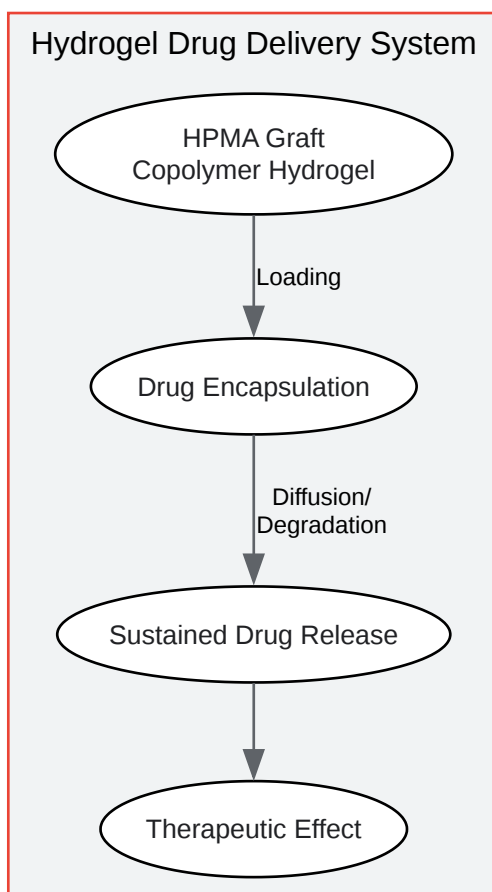 Hydrogel Drug Delivery System
HPMA Graft
Copolymer Hydrogel
Loading
Drug Encapsulation
Diffusion/
Degradation
Sustained Drug Release
Therapeutic Effect